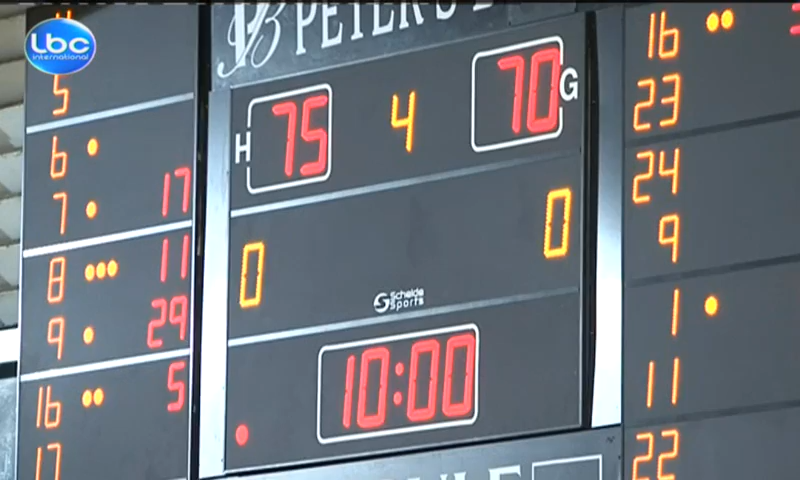 lbc
international
PETER'S
H 75 4 70 G
0 0
Schelde
Sports
10:00
5
6
7 17
8 11
9 29
16 5
17
16
23
24
9
1
11
22